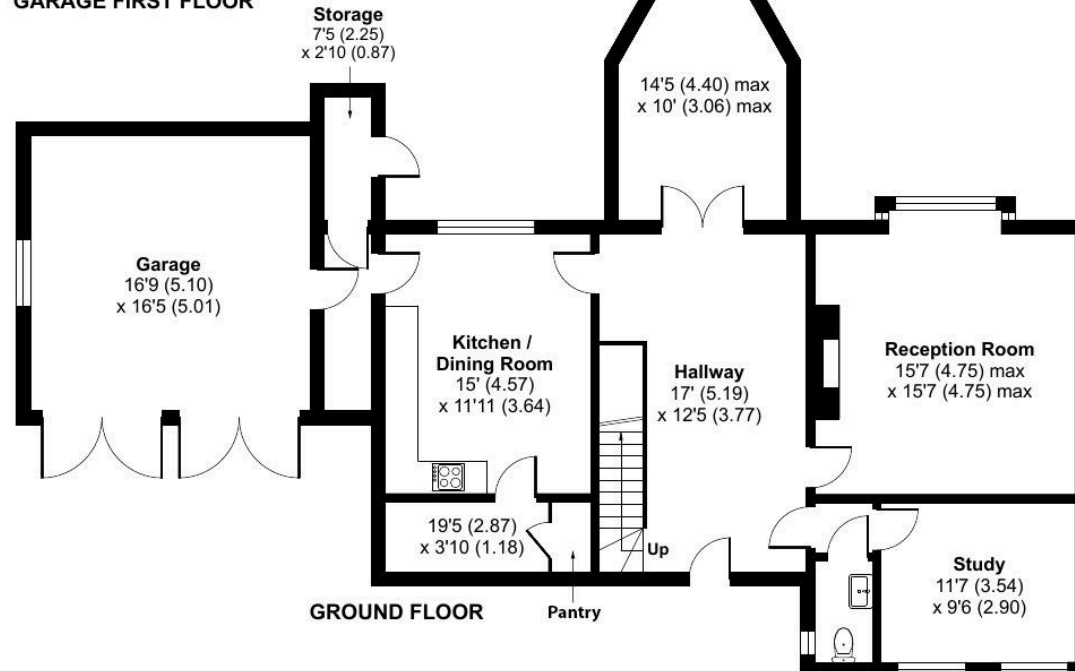 GARAGE FIRST FLOOR
Storage
7'5 (2.25)
x 2'10 (0.87)
14'5 (4.40) max
x 10' (3.06) max
Garage
16'9 (5.10)
x 16'5 (5.01)
Kitchen /
Dining Room
15' (4.57)
x 11'11 (3.64)
Hallway
17' (5.19)
x 12'5 (3.77)
Reception Room
15'7 (4.75) max
x 15'7 (4.75) max
19'5 (2.87)
x 3'10 (1.18)
Up
Study
11'7 (3.54)
x 9'6 (2.90)
GROUND FLOOR
Pantry